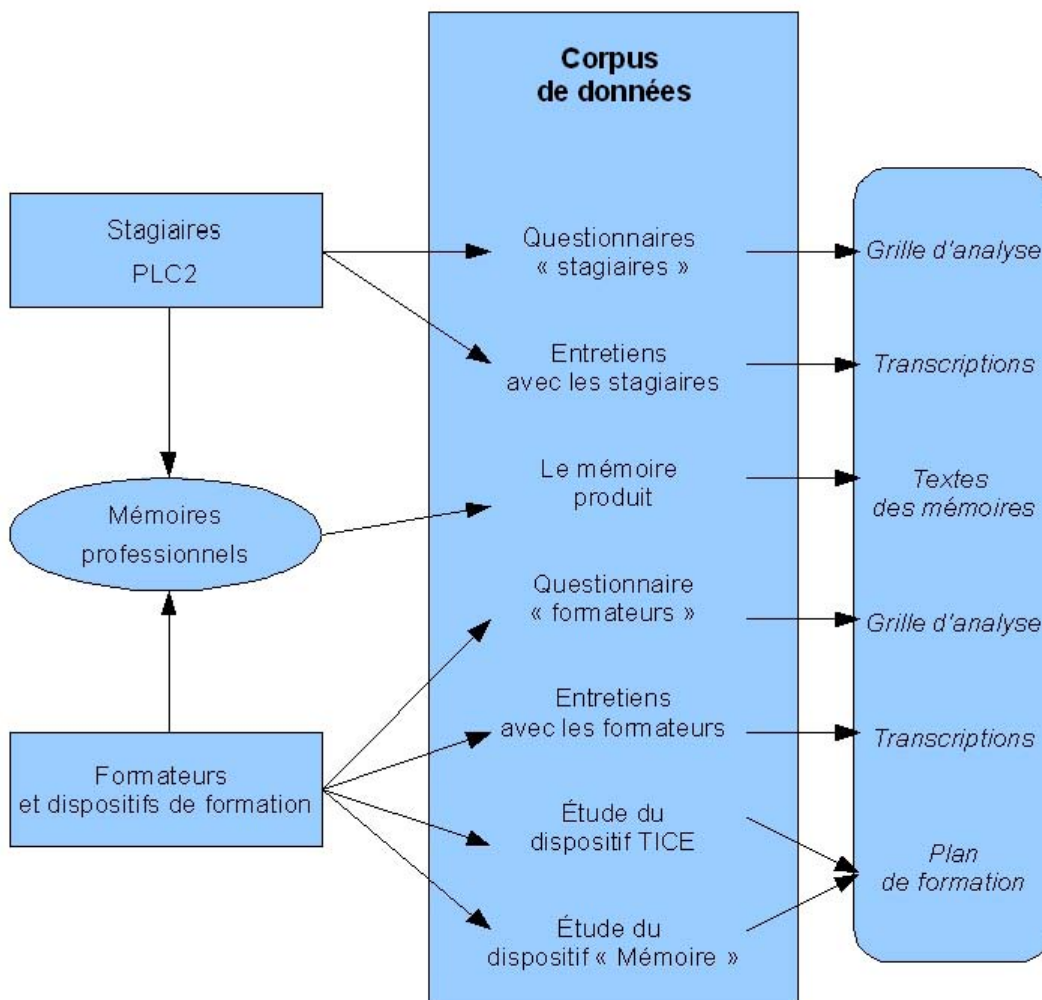 Corpus
de données
Stagiaires
PLC2
Mémoires
professionnels
Formateurs
et dispositifs de formation
Questionnaires
« stagiaires »
Entretiens
avec les stagiaires
Le mémoire
produit
Questionnaire
« formateurs »
Entretiens
avec les formateurs
Étude du
dispositif TICE
Étude du
dispositif « Mémoire »
Grille d'analyse
Transcriptions
Textes
des mémoires
Grille d'analyse
Transcriptions
Plan
de formation